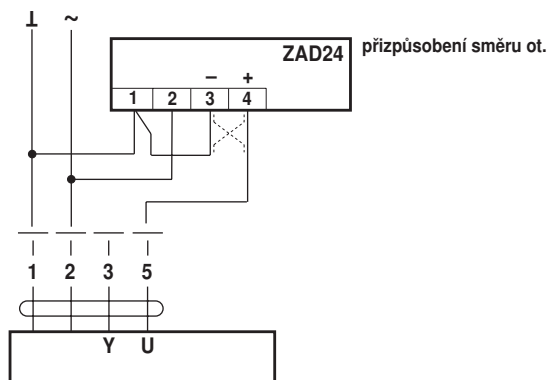 ⊥ ~
ZAD24 přizpůsobení směru ot.
– +
1 2 3 4
1 2 3 5
Y U